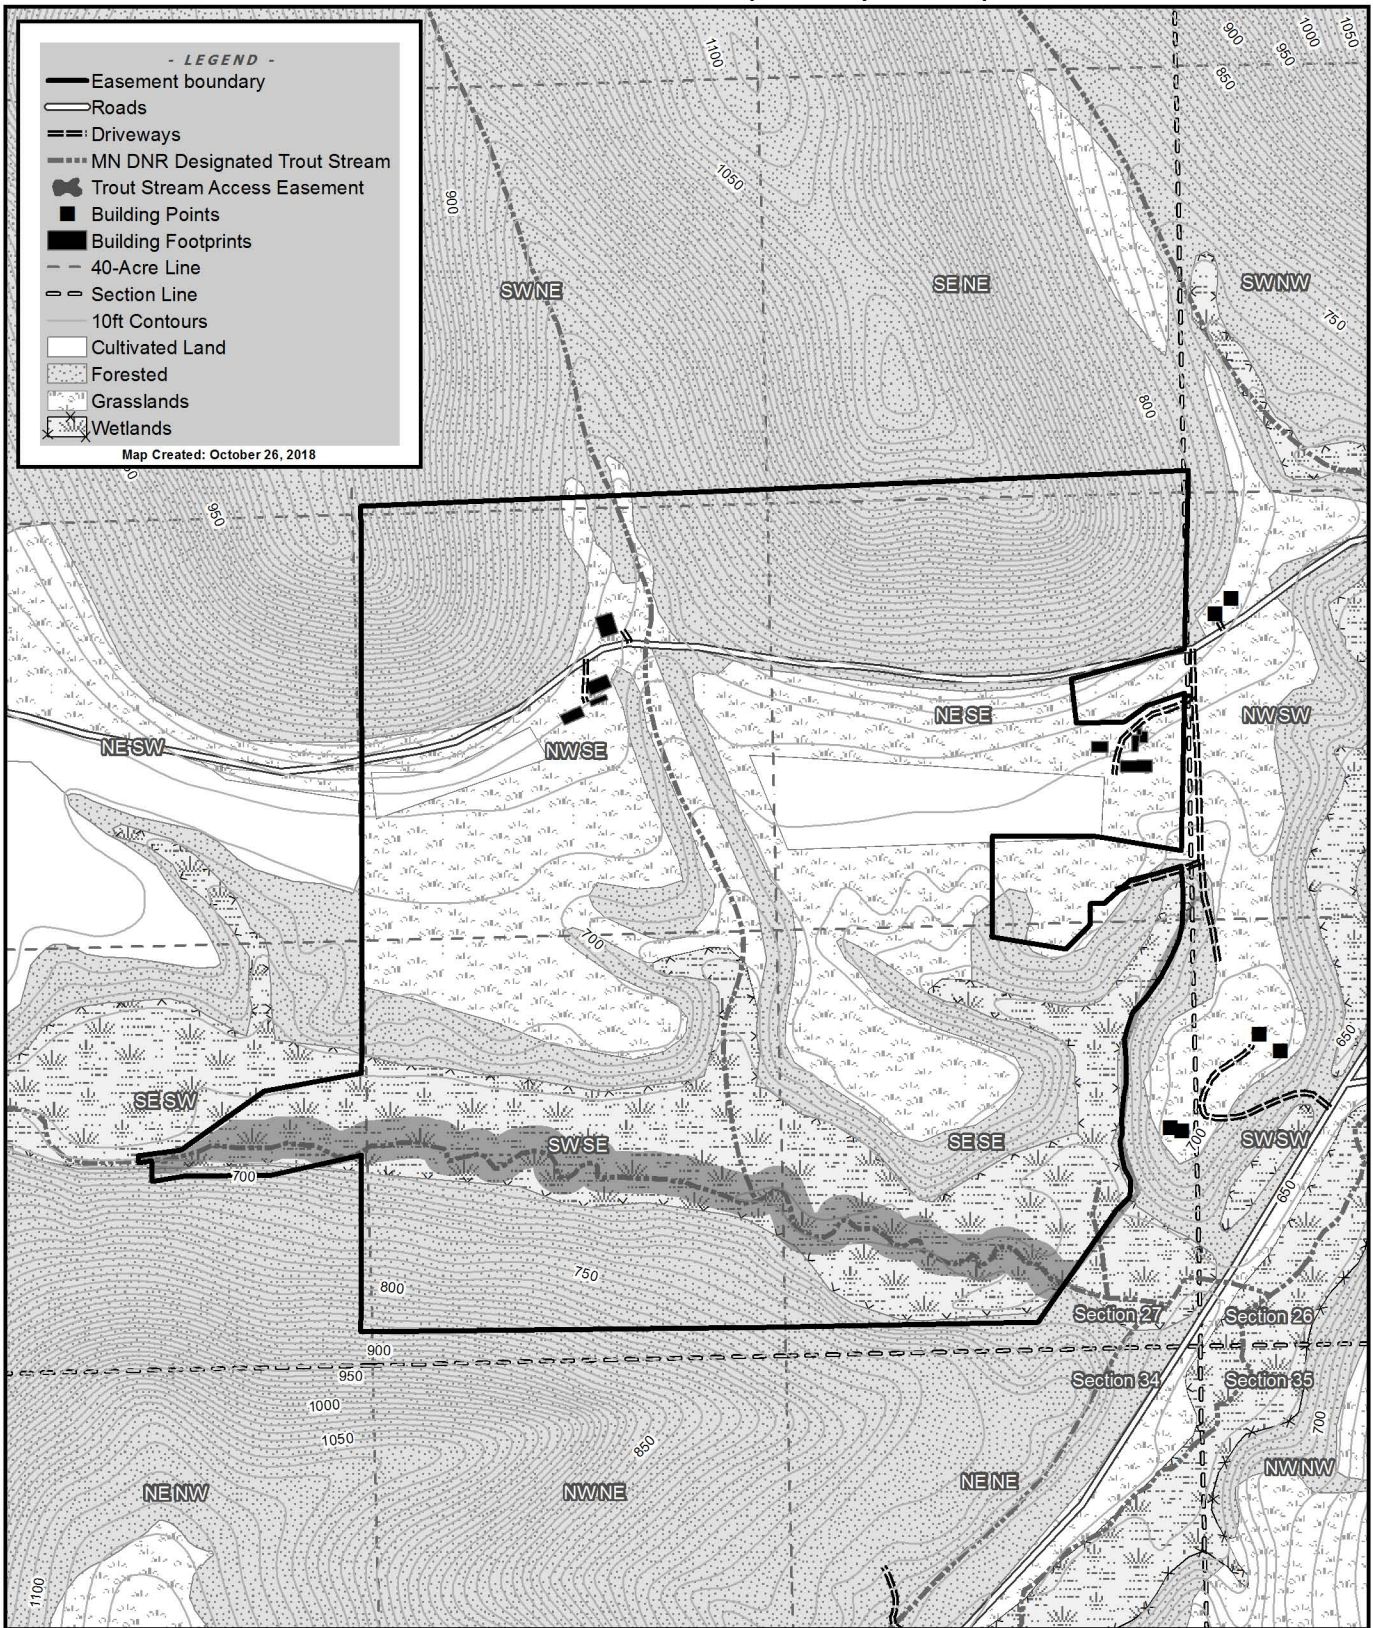 - LEGEND -
Easement boundary
Roads
Driveways
MN DNR Designated Trout Stream
Trout Stream Access Easement
Building Points
Building Footprints
40-Acre Line
Section Line
10ft Contours
Cultivated Land
Forested
Grasslands
Wetlands
Map Created: October 26, 2018
1100
900
1000
1050
950
850
1050
900
SW NE
SE NE
SW NW
750
800
950
NE SW
NW SE
NE SE
NW SW
700
650
SE SW
SW SE
SE SE
SW SW
700
700
650
750
800
Section 27
Section 26
900
950
Section 34
Section 35
1000
1050
850
700
NE NW
NW NE
NE NE
NW NW
1100